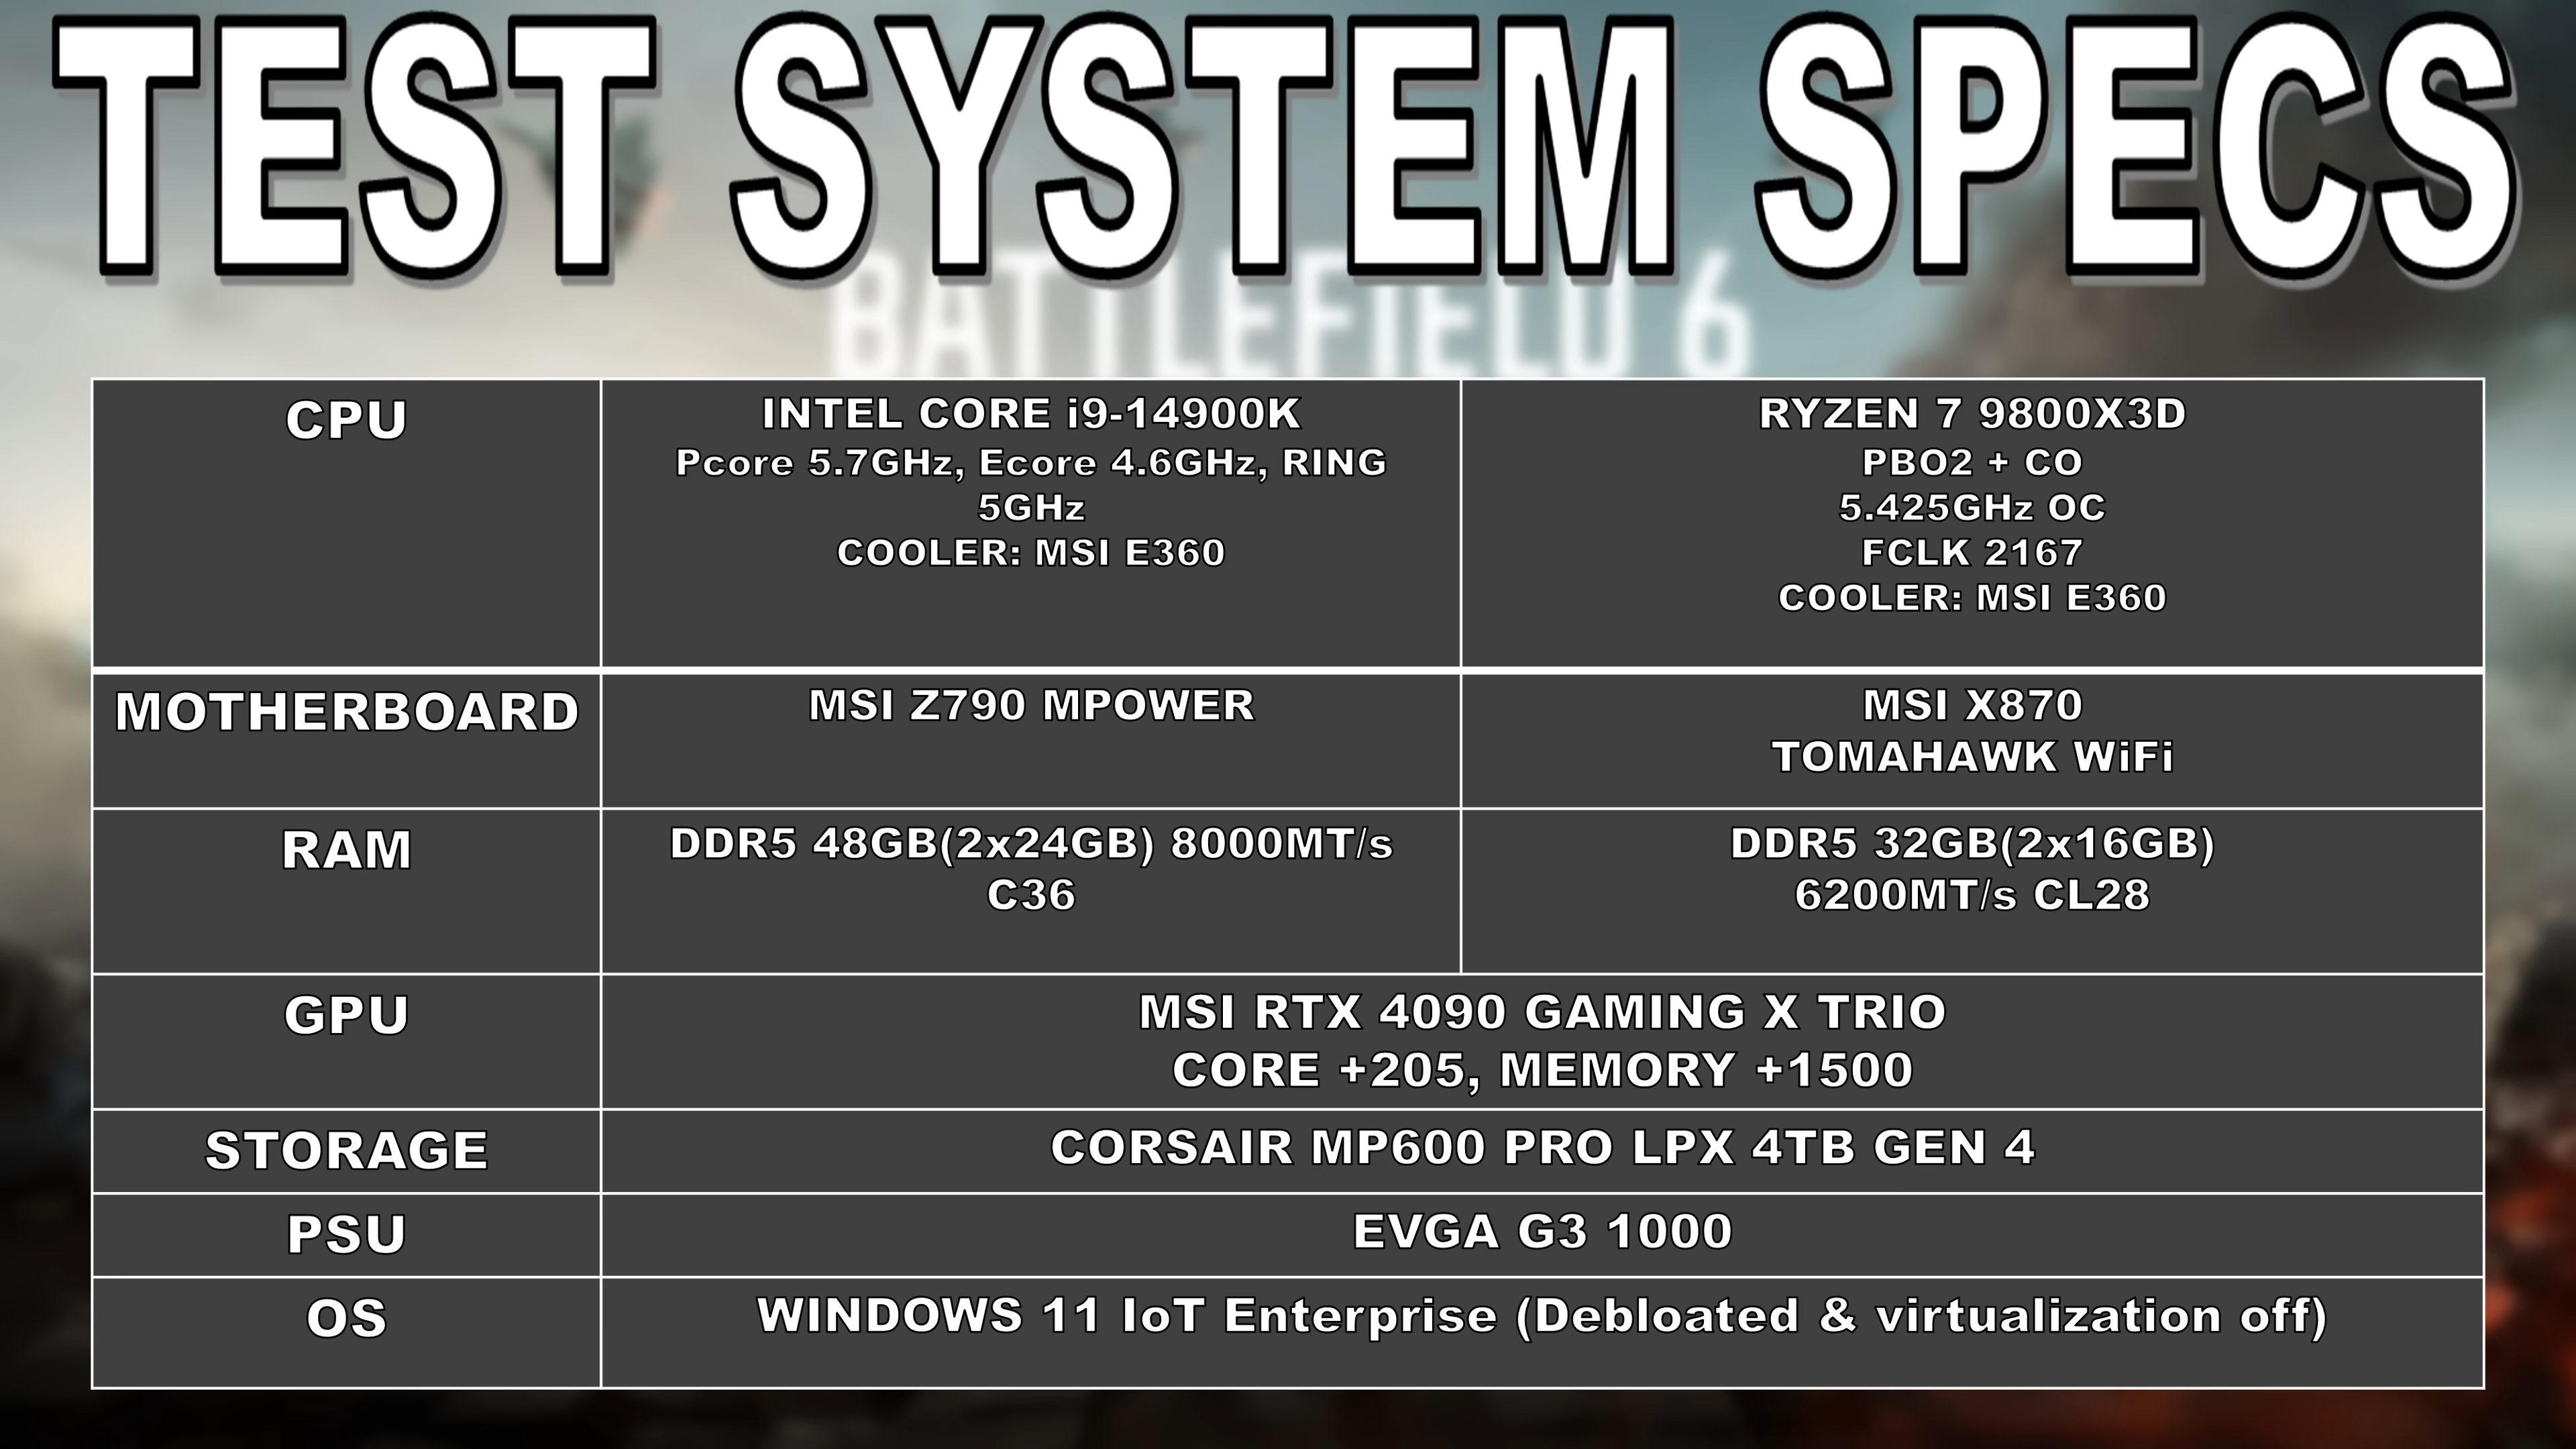 TEST SYSTEM SPECS
BATTLEFIELD 6
CPU
INTEL CORE i9-14900K
Pcore 5.7GHz, Ecore 4.6GHz, RING
5GHz
COOLER: MSI E360
RYZEN 7 9800X3D
PBO2 + CO
5.425GHz OC
FCLK 2167
COOLER: MSI E360
MOTHERBOARD
MSI Z790 MPOWER
MSI X870
TOMAHAWK WiFi
RAM
DDR5 48GB(2x24GB) 8000MT/s
C36
DDR5 32GB(2x16GB)
6200MT/s CL28
GPU
MSI RTX 4090 GAMING X TRIO
CORE +205, MEMORY +1500
STORAGE
CORSAIR MP600 PRO LPX 4TB GEN 4
PSU
EVGA G3 1000
OS
WINDOWS 11 IoT Enterprise (Debloated & virtualization off)